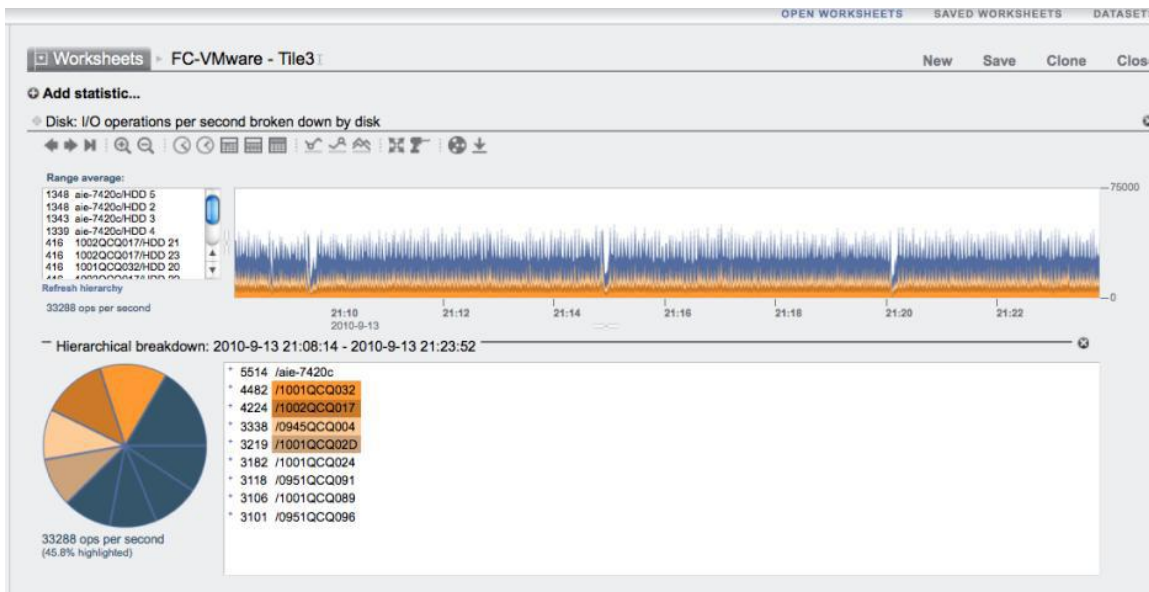 OPEN WORKSHEETS SAVED WORKSHEETS DATASET
Worksheets FC-VMware - Tile3
New Save Clone Clos
Add statistic...
Disk: I/O operations per second broken down by disk
Range average:
1348 aie-7420c/HDD 5
1348 aie-7420c/HDD 2
1343 aie-7420c/HDD 3
1339 aie-7420c/HDD 4
416 1002QCQ017/HDD 21
416 1002QCQ017/HDD 23
416 1001QCQ032/HDD 20
Refresh hierarchy
33288 ops per second
75000
0
21:10 21:12 21:14 21:16 21:18 21:20 21:22
2010-9-13
Hierarchical breakdown: 2010-9-13 21:08:14 - 2010-9-13 21:23:52
5514 /aie-7420c
4482 /1001QCQ032
4224 /1002QCQ017
3338 /0945QCQ004
3219 /1001QCQ02D
3182 /1001QCQ024
3118 /0951QCQ091
3106 /1001QCQ089
3101 /0951QCQ096
33288 ops per second
(45.8% highlighted)